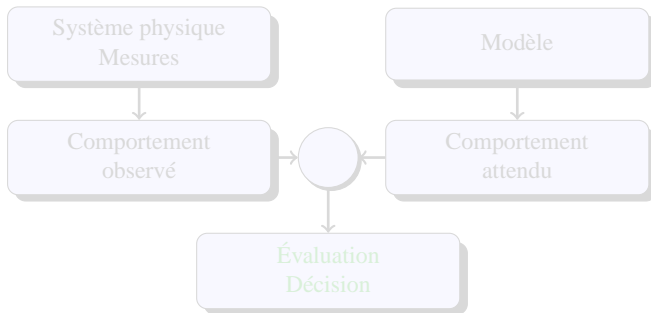 Système physique
Mesures
Modèle
Comportement
observé
Comportement
attendu
Évaluation
Décision